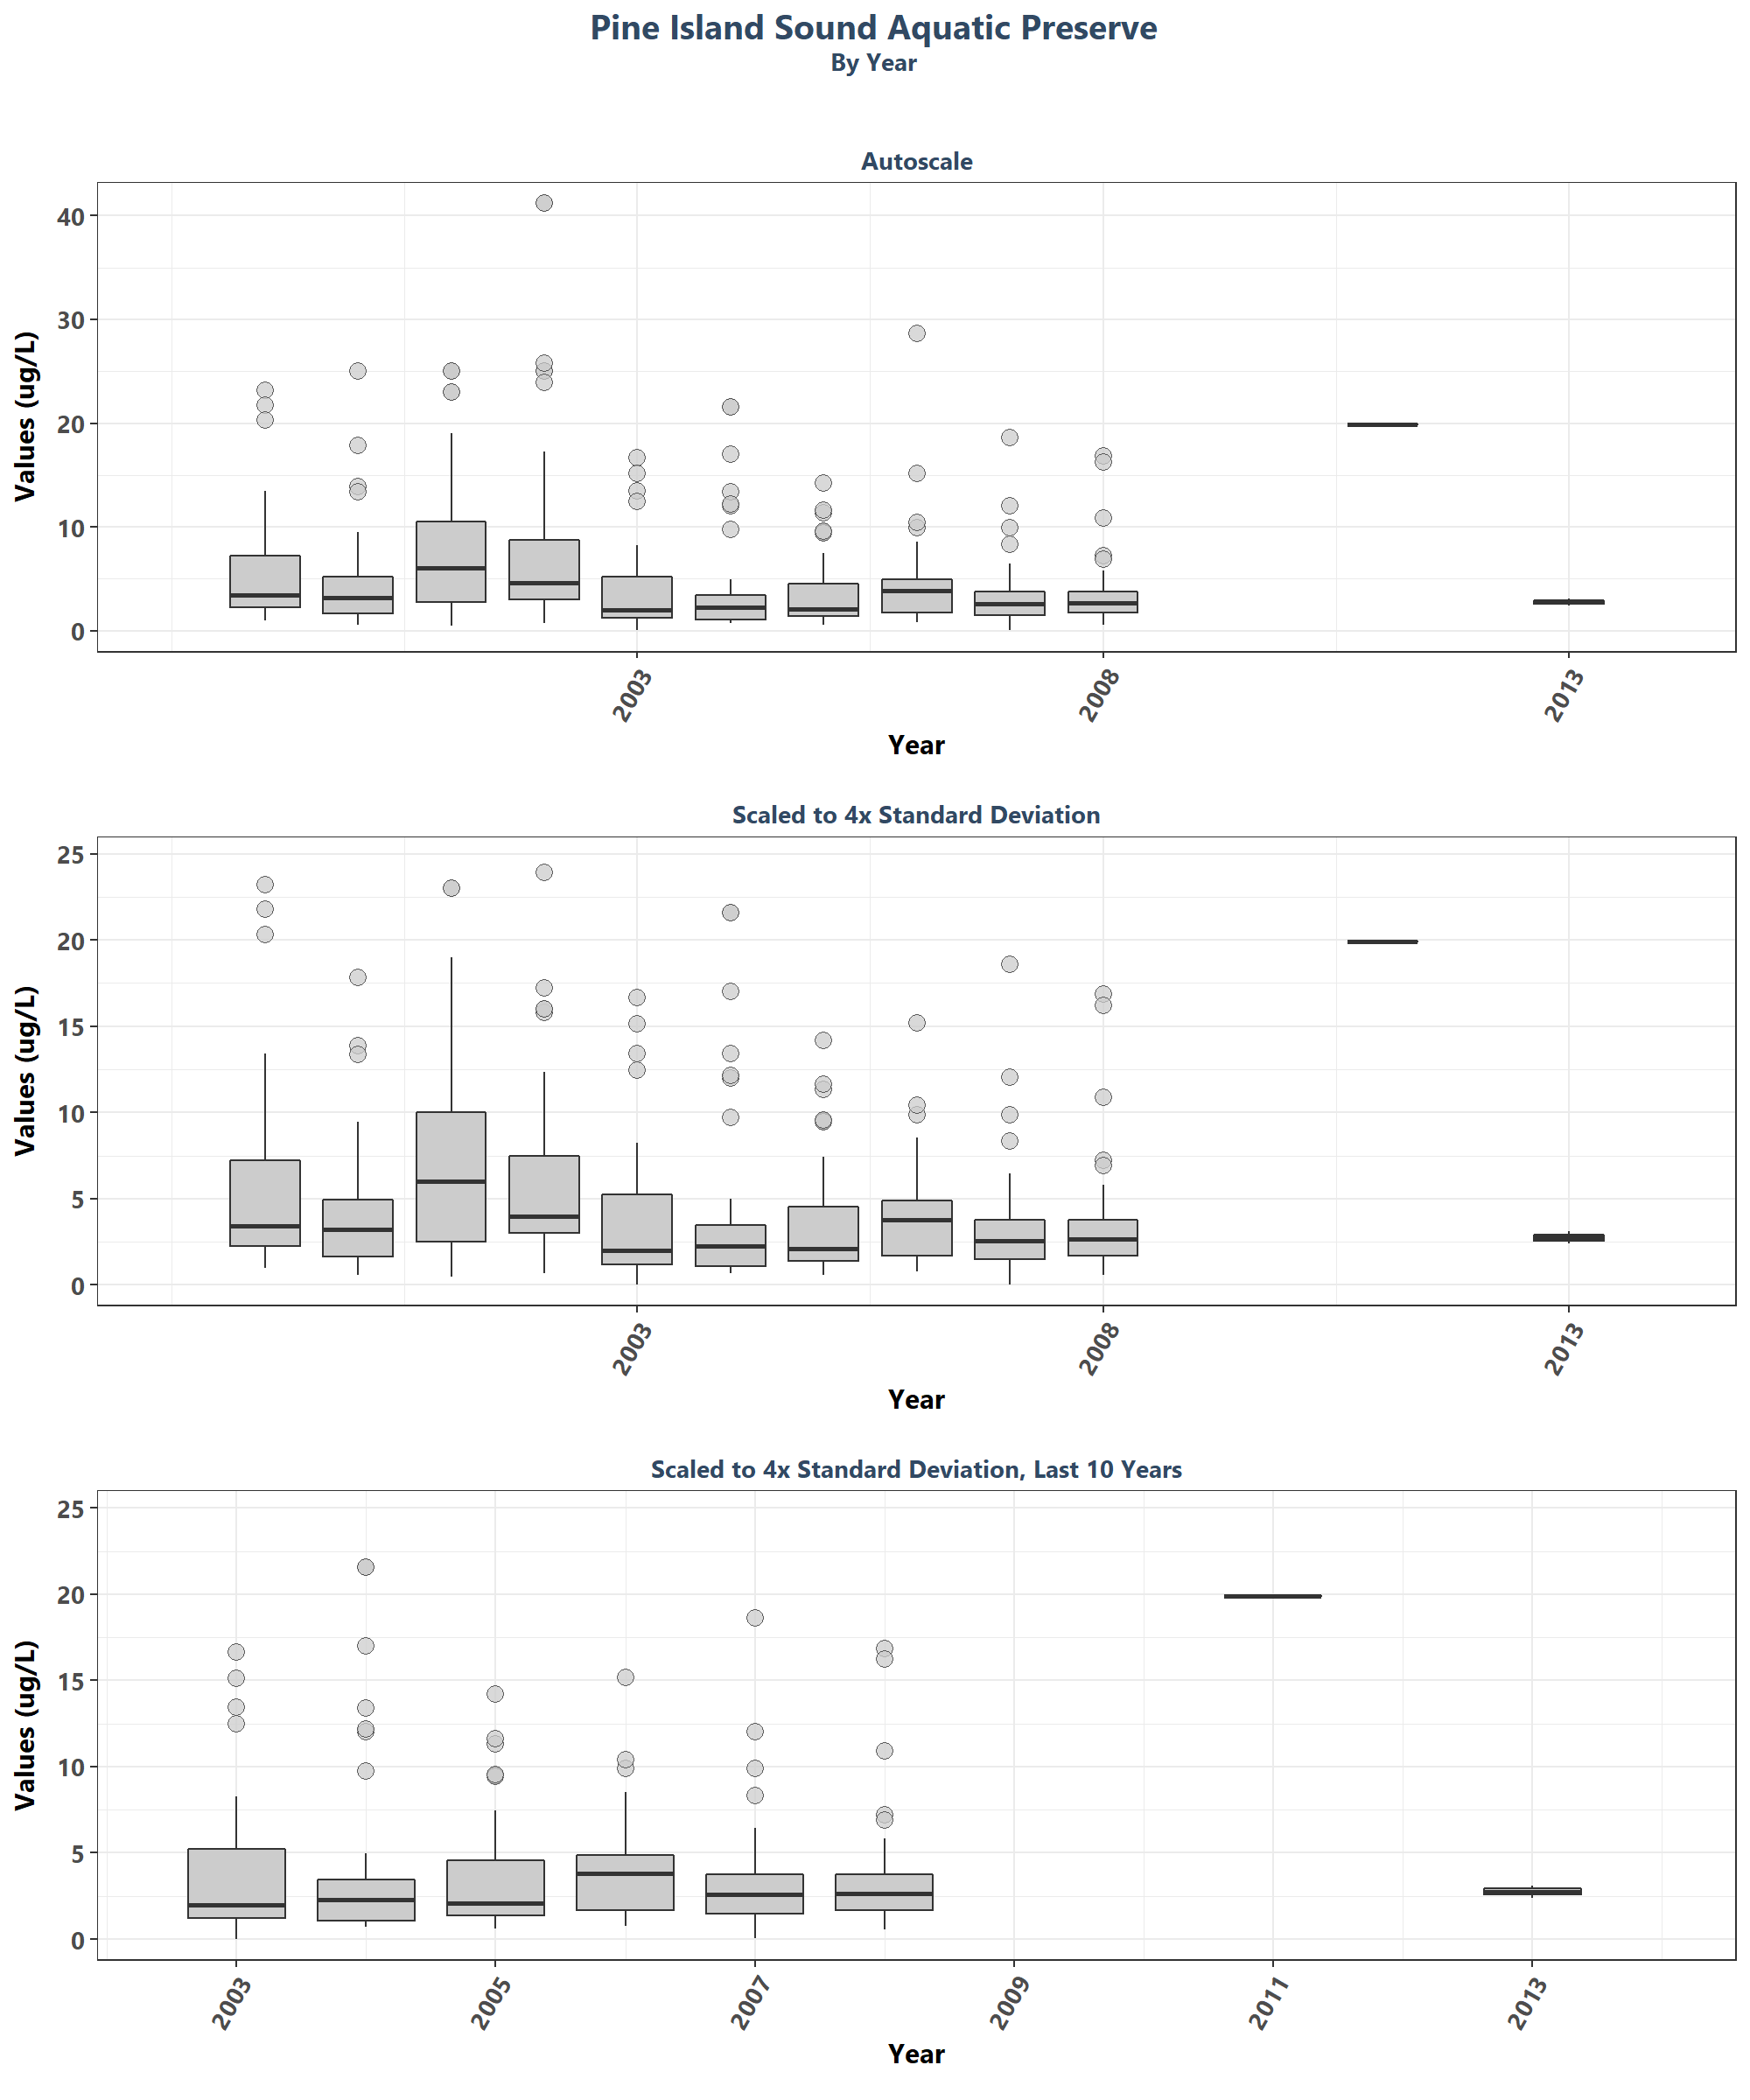 Pine Island Sound Aquatic Preserve
By Year
Autoscale
Values (ug/L)
40
30
20
10
0
2003
2008
2013
Year
Scaled to 4x Standard Deviation
Values (ug/L)
25
20
15
10
5
0
2003
2008
2013
Year
Scaled to 4x Standard Deviation, Last 10 Years
Values (ug/L)
25
20
15
10
5
0
2003
2005
2007
2009
2011
2013
Year